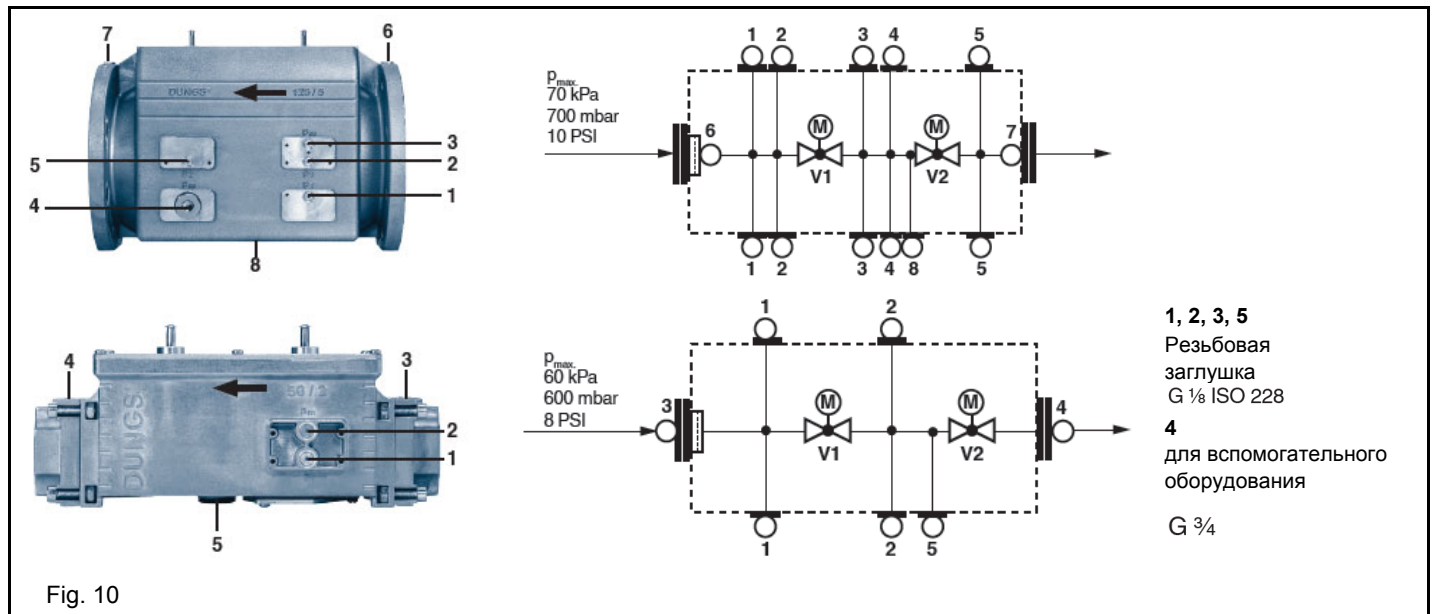 7
6
DUNGS
125/5
3
2
1
5
4
8
1 2 3 4 5
pmax.
70 kPa
700 mbar
10 PSI
6
M
M
7
V1
V2
1 2 3 4 8 5
4
3
DUNGS
50/3
2
1
5
1
2
pmax.
60 kPa
600 mbar
8 PSI
3
M
M
4
V1
V2
1
2
5
1, 2, 3, 5
Резьбовая
заглушка
G ⅛ ISO 228
4
для вспомогательного
оборудования
G ¾
Fig. 10